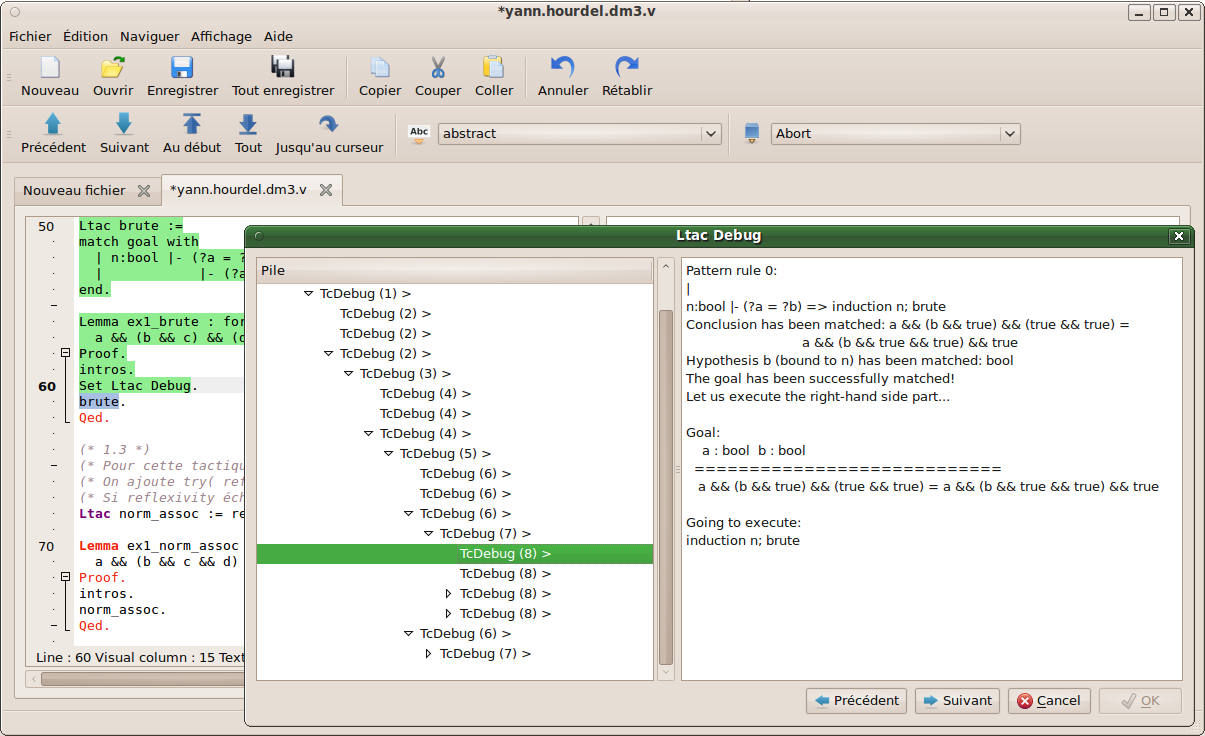 *yann.hourdel.dm3.v
Fichier Édition Naviguer Affichage Aide
Nouveau Ouvrir Enregistrer Tout enregistrer Copier Couper Coller Annuler Rétablir
Précédent Suivant Au début Tout Jusqu'au curseur Abc abstract Abort
Nouveau fichier *yann.hourdel.dm3.v
50 Ltac brute :=
match goal with
| n:bool |- (?a = ?
| |- (?a
end.
Lemma ex1_brute : for
a && (b && c) && (d
Proof.
intros.
60 Set Ltac Debug.
brute.
Qed.
(* 1.3 *)
(* Pour cette tactiqu
(* On ajoute try( ref
(* Si reflexivity éch
Ltac norm_assoc := re
70 Lemma ex1_norm_assoc
a && (b && c && d)
Proof.
intros.
norm_assoc.
Qed.
Line : 60 Visual column : 15 Text
Ltac Debug
Pile
TcDebug (1) >
TcDebug (2) >
TcDebug (2) >
TcDebug (2) >
TcDebug (3) >
TcDebug (4) >
TcDebug (4) >
TcDebug (4) >
TcDebug (5) >
TcDebug (6) >
TcDebug (6) >
TcDebug (6) >
TcDebug (7) >
TcDebug (8) >
TcDebug (8) >
TcDebug (8) >
TcDebug (8) >
TcDebug (6) >
TcDebug (7) >
Pattern rule 0:
|
n:bool |- (?a = ?b) => induction n; brute
Conclusion has been matched: a && (b && true) && (true && true) =
a && (b && true && true) && true
Hypothesis b (bound to n) has been matched: bool
The goal has been successfully matched!
Let us execute the right-hand side part...
Goal:
a : bool b : bool
============================
a && (b && true) && (true && true) = a && (b && true && true) && true
Going to execute:
induction n; brute
Précédent Suivant Cancel OK